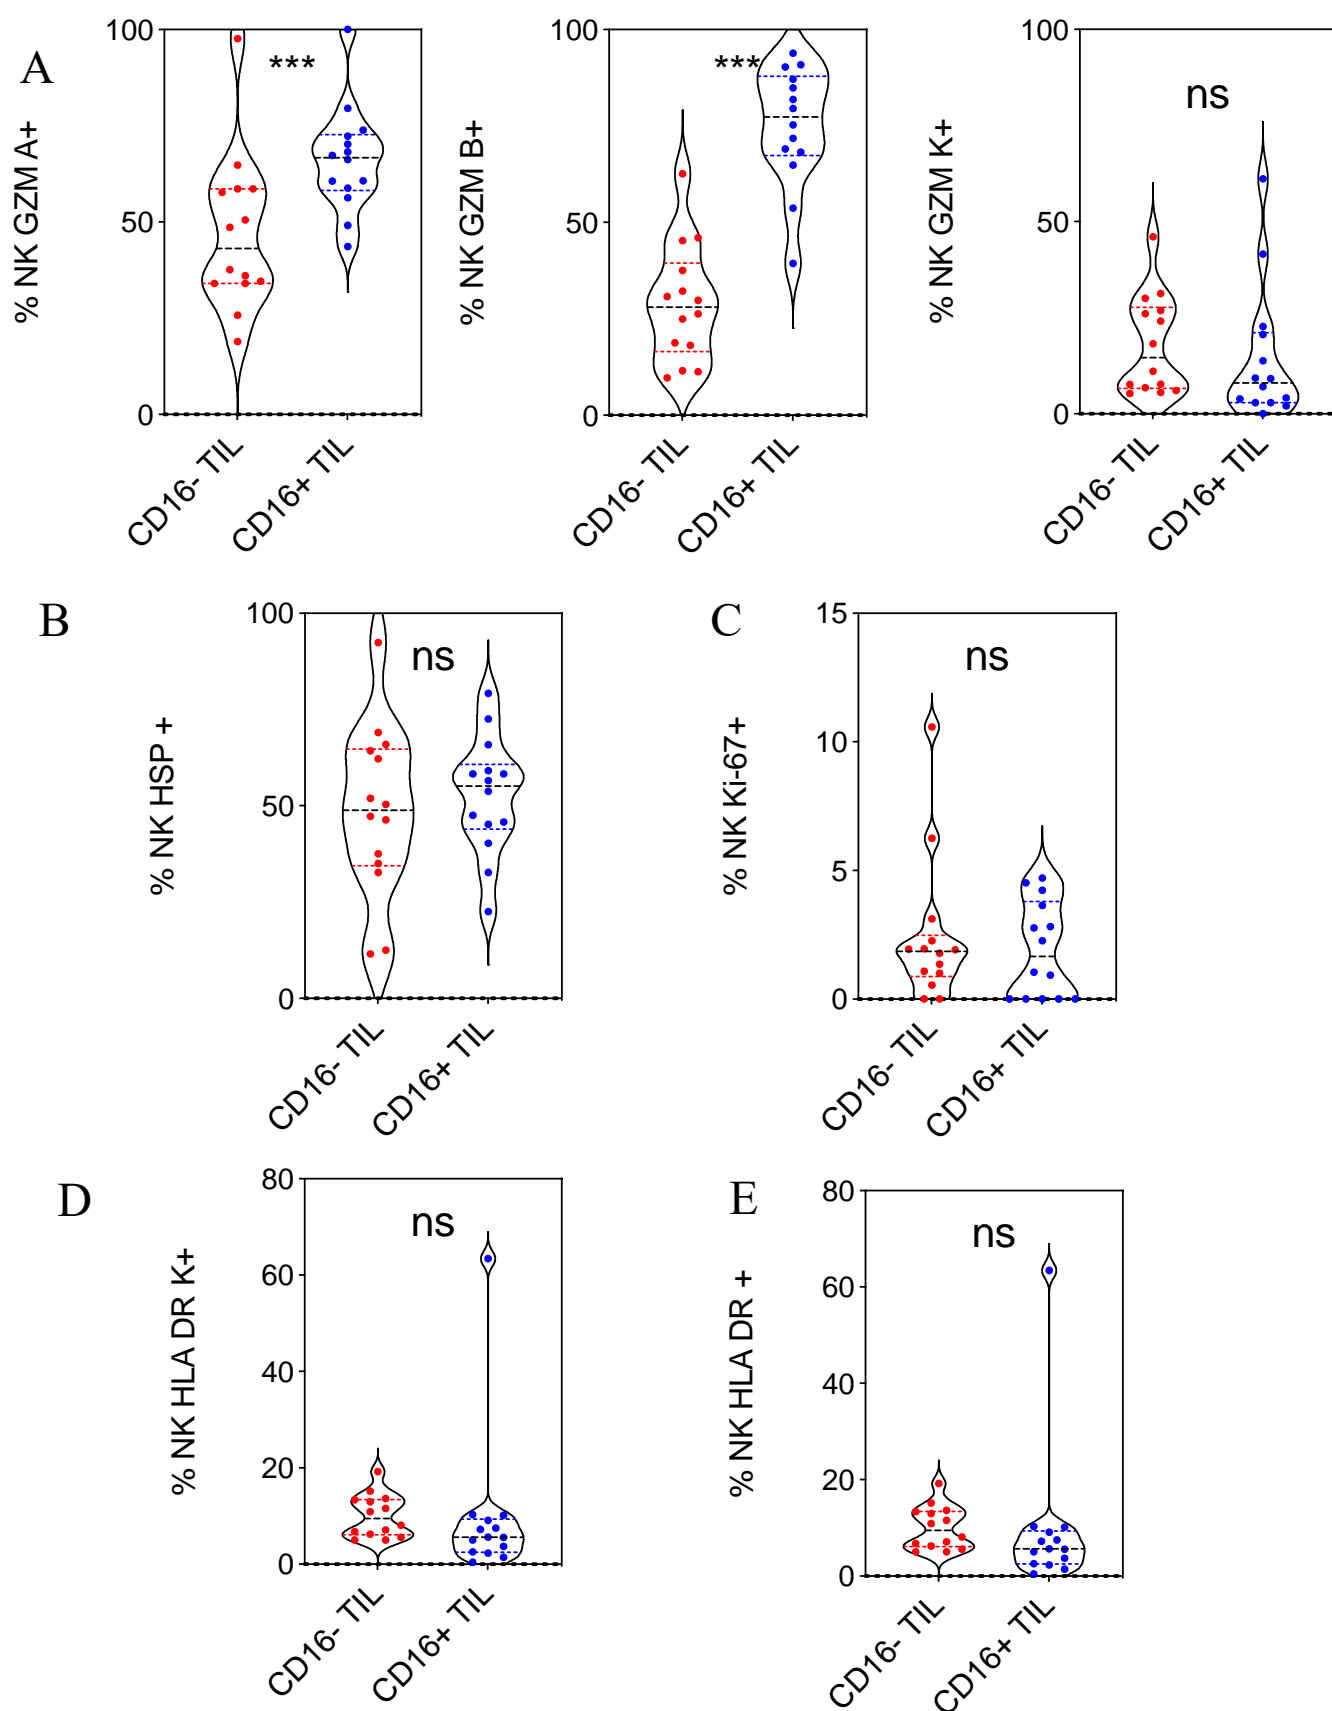 A
% NK GZM A+
100
50
0
***
CD16- TIL
CD16+ TIL
% NK GZM B+
100
50
0
***
CD16- TIL
CD16+ TIL
% NK GZM K+
100
50
0
ns
CD16- TIL
CD16+ TIL
B
% NK HSP +
100
50
0
ns
CD16- TIL
CD16+ TIL
C
% NK Ki-67+
15
10
5
0
ns
CD16- TIL
CD16+ TIL
D
% NK HLA DR K+
80
60
40
20
0
ns
CD16- TIL
CD16+ TIL
E
% NK HLA DR +
80
60
40
20
0
ns
CD16- TIL
CD16+ TIL